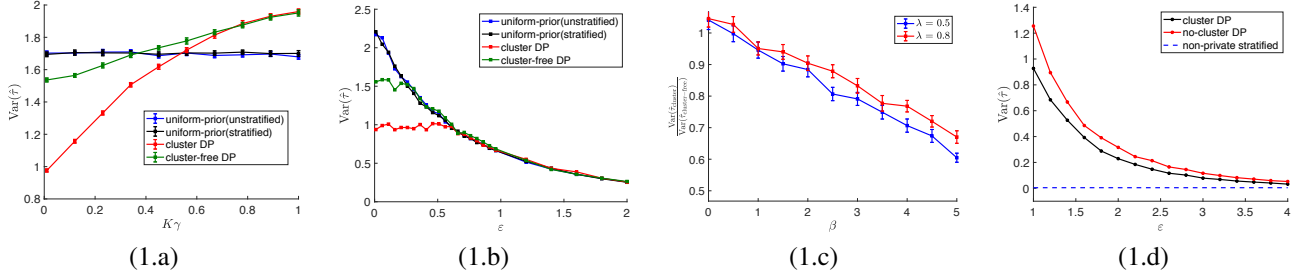 2
1.8
1.6
1.4
1.2
1
0.8
Var(τ̂)
uniform-prior(unstratified)
uniform-prior(stratified)
cluster DP
cluster-free DP
0 0.2 0.4 0.6 0.8 1
Kγ
(1.a)
2.5
2
1.5
1
0.5
0
Var(τ̂)
uniform-prior(unstratified)
uniform-prior(stratified)
cluster DP
cluster-free DP
0 0.5 1 1.5 2
ε
(1.b)
1
0.9
0.8
0.7
0.6
0.5
Var(τ̂cluster)
Var(τ̂cluster−free)
λ = 0.5
λ = 0.8
0 1 2 3 4 5
β
(1.c)
1.4
1.2
1
0.8
0.6
0.4
0.2
0
Var(τ̂)
cluster DP
no-cluster DP
non-private stratified
1 1.5 2 2.5 3 3.5 4
ε
(1.d)